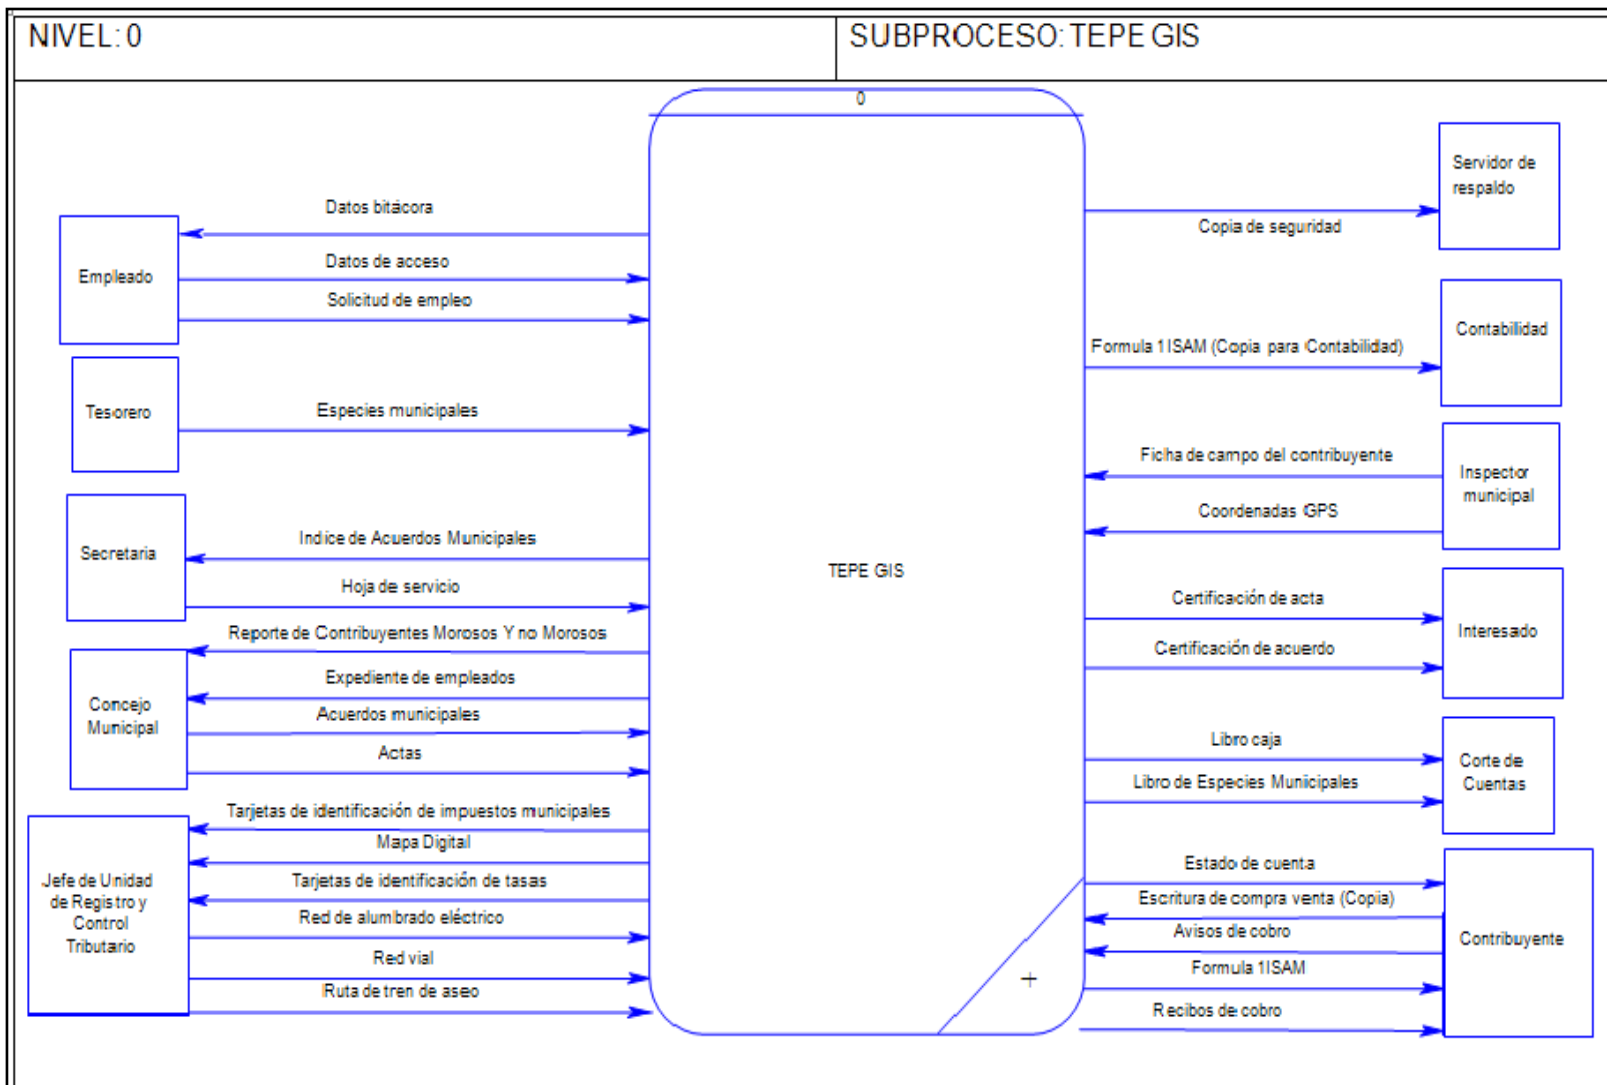 NIVEL: 0
SUBPROCESO: TEPE GIS
0
Servidor de
respaldo
Datos bitácora
Copia de seguridad
Empleado
Datos de acceso
Solicitud de empleo
Contabilidad
Formula 1ISAM (Copia para Contabilidad)
Tesorero
Especies municipales
Ficha de campo del contribuyente
Inspector
municipal
Coordenadas GPS
Secretaria
Indice de Acuerdos Municipales
TEPE GIS
Hoja de servicio
Certificación de acta
Interesado
Reporte de Contribuyentes Morosos Y no Morosos
Certificación de acuerdo
Expediente de empleados
Concejo
Municipal
Acuerdos municipales
Actas
Libro caja
Corte de
Cuentas
Libro de Especies Municipales
Tarjetas de identificación de impuestos municipales
Mapa Digital
Jefe de Unidad
de Registro y
Control
Tributario
Tarjetas de identificación de tasas
Red de alumbrado eléctrico
Red vial
Ruta de tren de aseo
Estado de cuenta
Escritura de compra venta (Copia)
Avisos de cobro
Contribuyente
Formula 1ISAM
Recibos de cobro
+